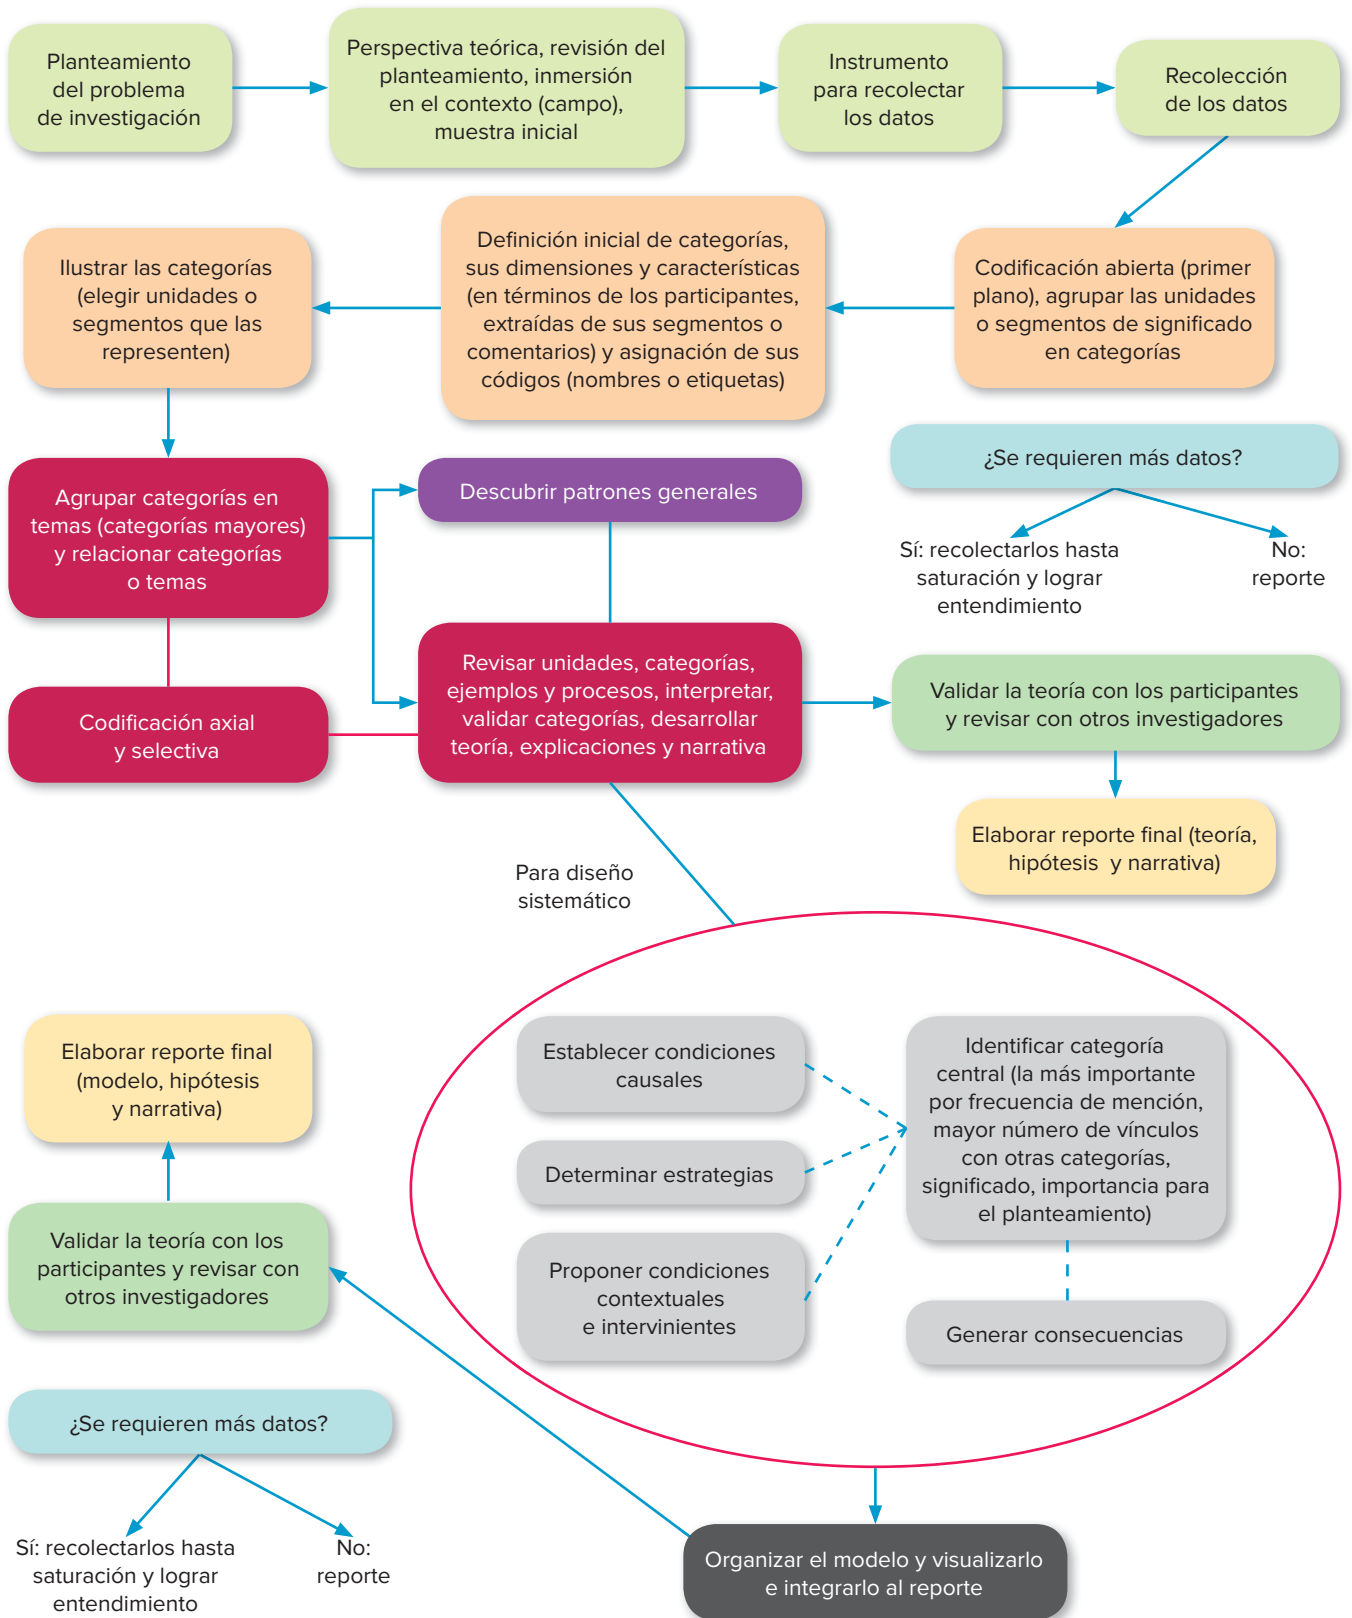 Planteamiento
del problema
de investigación
Perspectiva teórica, revisión del
planteamiento, inmersión
en el contexto (campo),
muestra inicial
Instrumento
para recolectar
los datos
Recolección
de los datos
Ilustrar las categorías
(elegir unidades o
segmentos que las
representen)
Definición inicial de categorías,
sus dimensiones y características
(en términos de los participantes,
extraídas de sus segmentos o
comentarios) y asignación de sus
códigos (nombres o etiquetas)
Codificación abierta (primer
plano), agrupar las unidades
o segmentos de significado
en categorías
¿Se requieren más datos?
Sí: recolectarlos hasta
saturación y lograr
entendimiento
No:
reporte
Agrupar categorías en
temas (categorías mayores)
y relacionar categorías
o temas
Descubrir patrones generales
Codificación axial
y selectiva
Revisar unidades, categorías,
ejemplos y procesos, interpretar,
validar categorías, desarrollar
teoría, explicaciones y narrativa
Validar la teoría con los participantes
y revisar con otros investigadores
Elaborar reporte final (teoría,
hipótesis y narrativa)
Para diseño
sistemático
Establecer condiciones
causales
Determinar estrategias
Proponer condiciones
contextuales
e intervinientes
Identificar categoría
central (la más importante
por frecuencia de mención,
mayor número de vínculos
con otras categorías,
significado, importancia para
el planteamiento)
Generar consecuencias
Elaborar reporte final
(modelo, hipótesis
y narrativa)
Validar la teoría con los
participantes y revisar con
otros investigadores
¿Se requieren más datos?
Sí: recolectarlos hasta
saturación y lograr
entendimiento
No:
reporte
Organizar el modelo y visualizarlo
e integrarlo al reporte